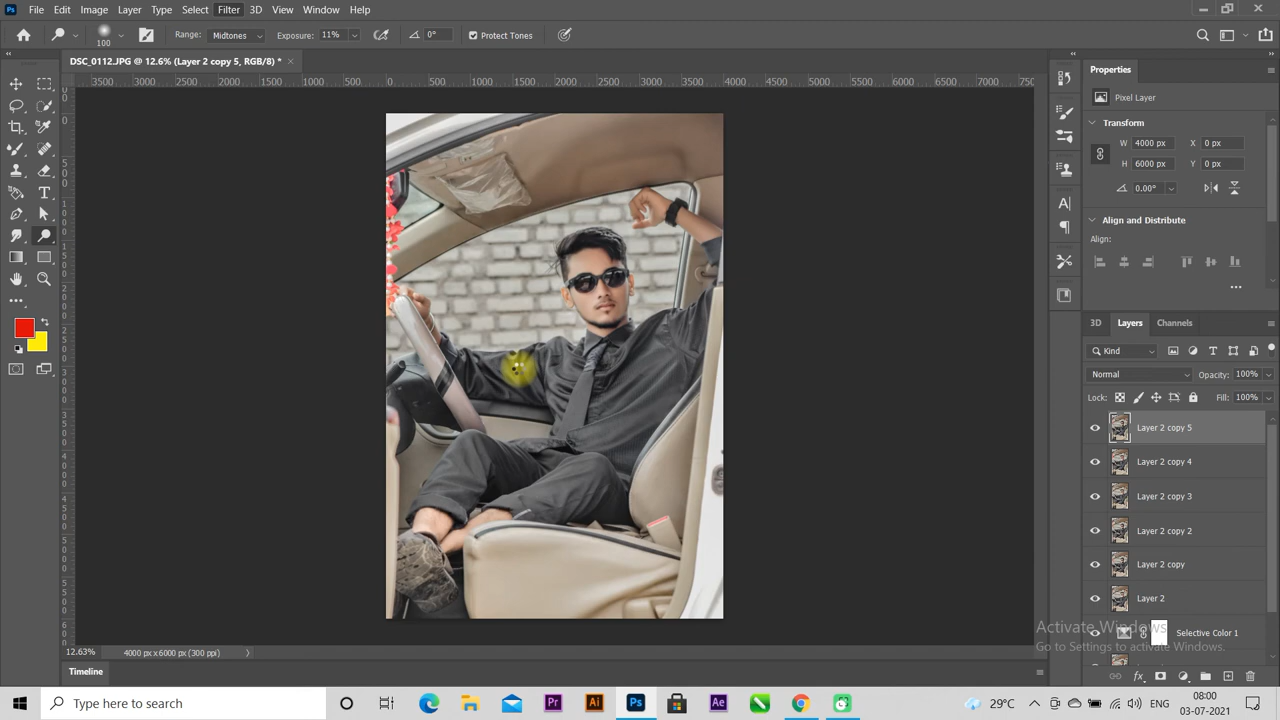 Ps File Edit Image Layer Type Select Filter 3D View Window Help
100 Range: Midtones Exposure: 11% 0° Protect Tones
DSC_0112.JPG @ 12.6% (Layer 2 copy 5, RGB/8) *
3500 3000 2500 2000 1500 1000 500 0 500 1000 1500 2000 2500 3000 3500 4000 4500 5000 5500 6000 6500 7000 750
Properties
Pixel Layer
Transform
W 4000 px X 0 px
H 6000 px Y 0 px
0.00°
Align and Distribute
Align:
3D Layers Channels
Kind
Normal Opacity: 100%
Lock: Fill: 100%
Layer 2 copy 5
Layer 2 copy 4
Layer 2 copy 3
Layer 2 copy 2
Layer 2 copy
Layer 2
Selective Color 1
Activate Windows
Go to Settings to activate Windows.
12.63% 4000 px x 6000 px (300 ppi)
Timeline
Type here to search
Pr Ai Ps Ae
29°C
08:00
03-07-2021